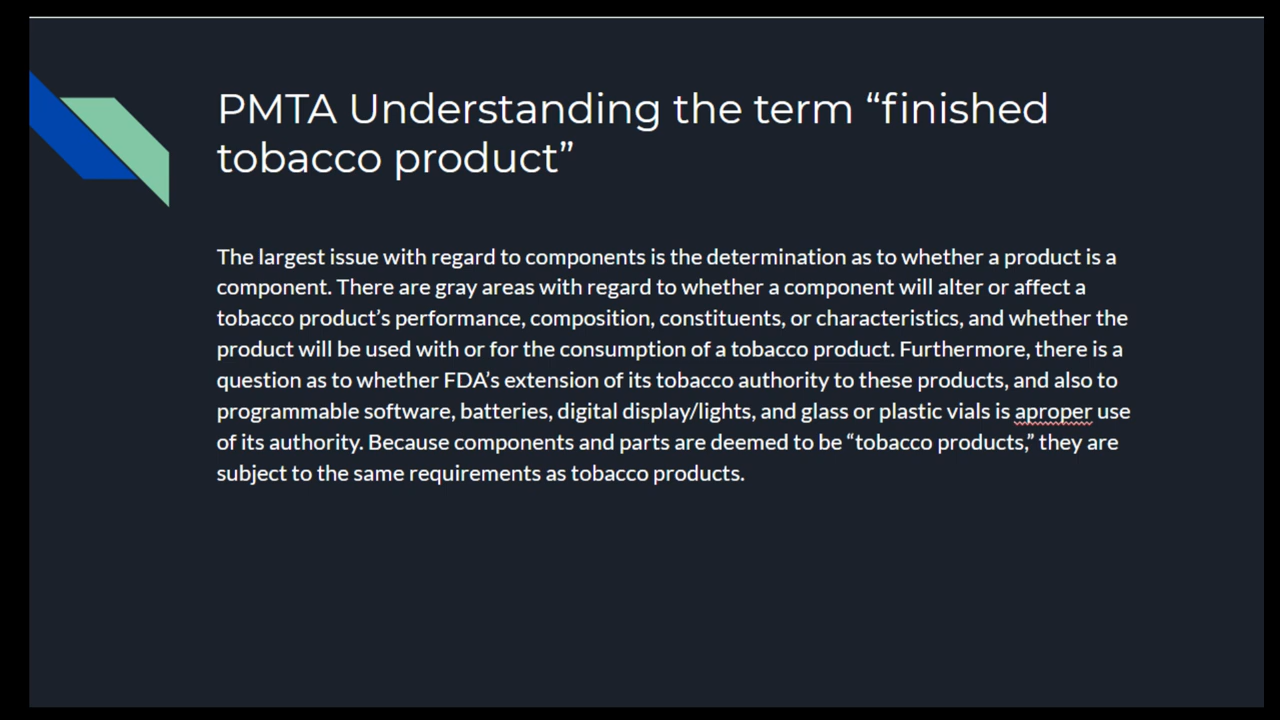 PMTA Understanding the term “finished
tobacco product”
The largest issue with regard to components is the determination as to whether a product is a
component. There are gray areas with regard to whether a component will alter or affect a
tobacco product’s performance, composition, constituents, or characteristics, and whether the
product will be used with or for the consumption of a tobacco product. Furthermore, there is a
question as to whether FDA’s extension of its tobacco authority to these products, and also to
programmable software, batteries, digital display/lights, and glass or plastic vials is aproper use
of its authority. Because components and parts are deemed to be “tobacco products,” they are
subject to the same requirements as tobacco products.